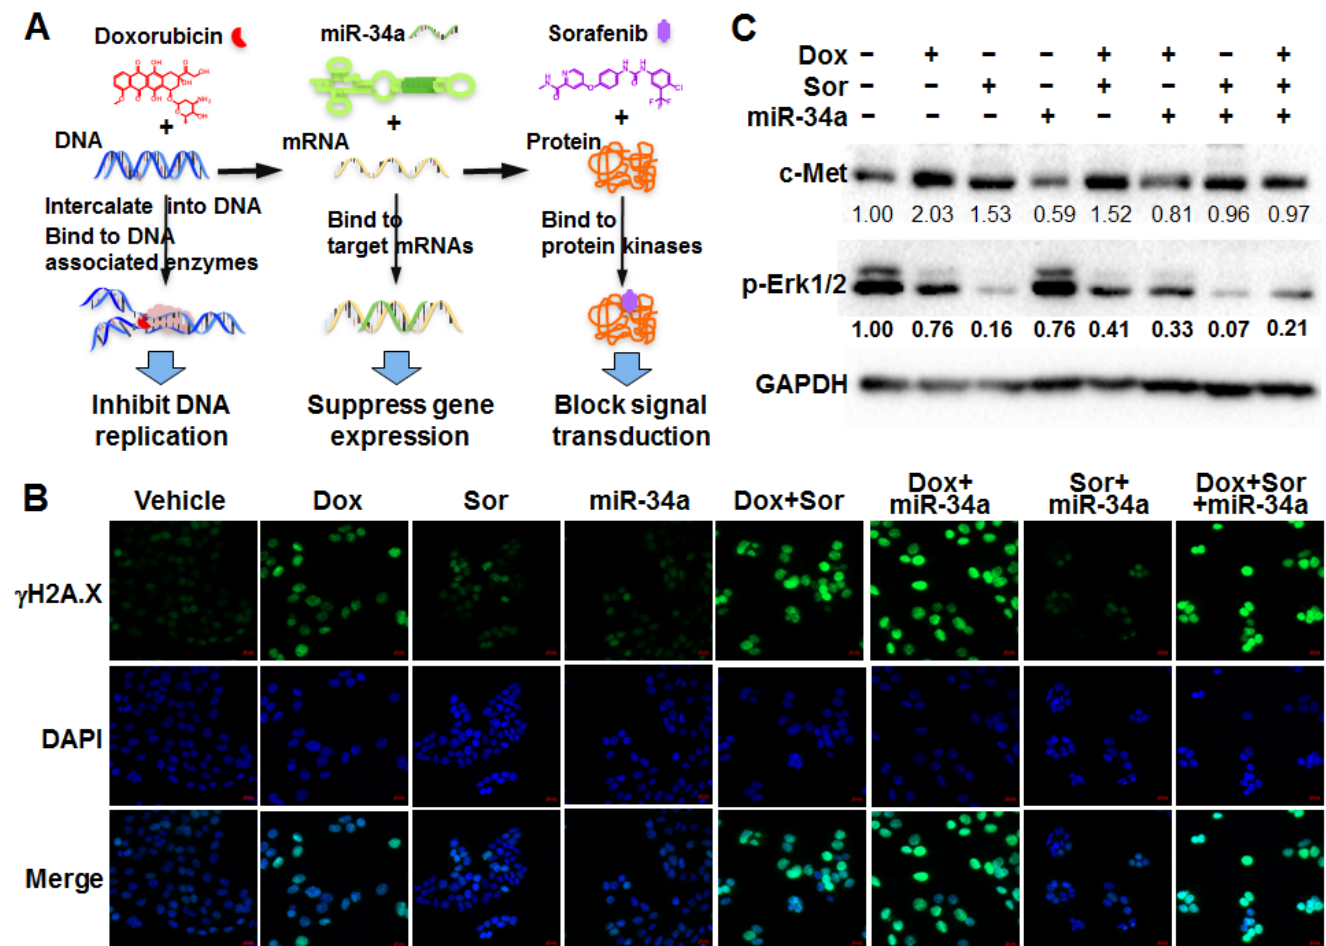 A
Doxorubicin
miR-34a
Sorafenib
DNA
+
mRNA
+
Protein
+
Intercalate into DNA
Bind to DNA
associated enzymes
Bind to
target mRNAs
Bind to
protein kinases
Inhibit DNA
replication
Suppress gene
expression
Block signal
transduction
C
Dox − + − − + + − +
Sor − − + − + − + +
miR-34a − − − + − + + +
c-Met
1.00 2.03 1.53 0.59 1.52 0.81 0.96 0.97
p-Erk1/2
1.00 0.76 0.16 0.76 0.41 0.33 0.07 0.21
GAPDH
B
Vehicle
Dox
Sor
miR-34a
Dox+Sor
Dox+
miR-34a
Sor+
miR-34a
Dox+Sor
+miR-34a
γH2A.X
DAPI
Merge